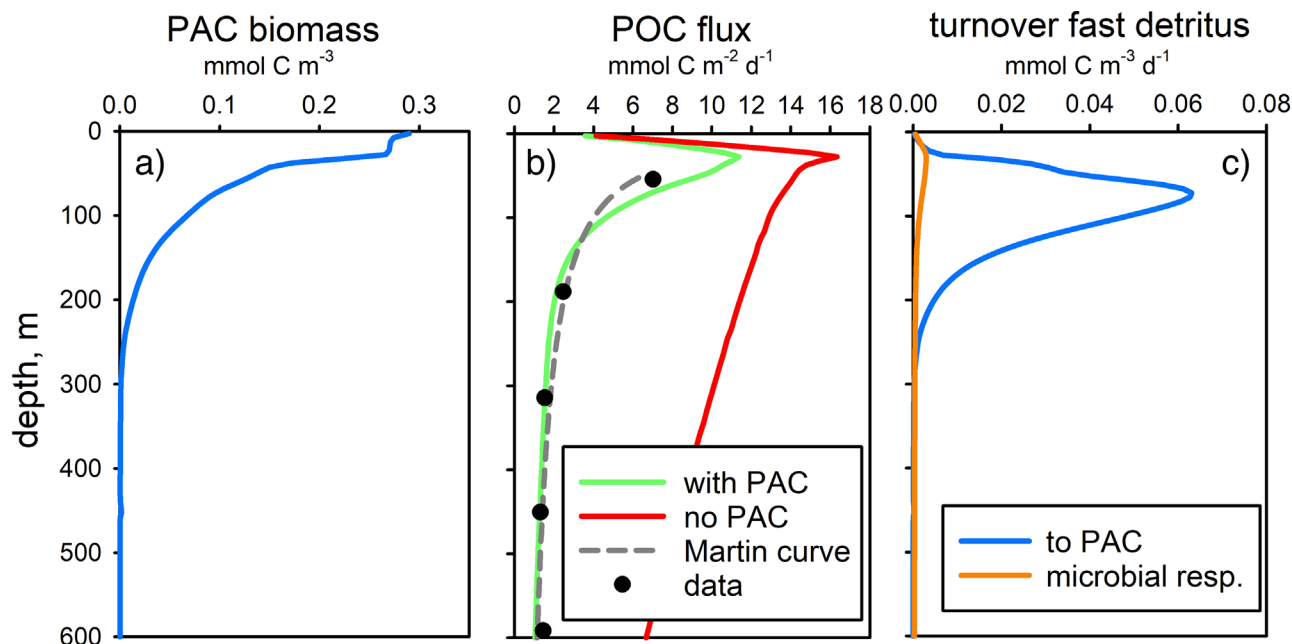 PAC biomass
mmol C m⁻³
0.0 0.1 0.2 0.3
POC flux
mmol C m⁻² d⁻¹
0 2 4 6 8 10 12 14 16 18
turnover fast detritus
mmol C m⁻³ d⁻¹
0.00 0.02 0.04 0.06 0.08
depth, m
0
100
200
300
400
500
600
a)
b)
with PAC
no PAC
Martin curve
data
c)
to PAC
microbial resp.